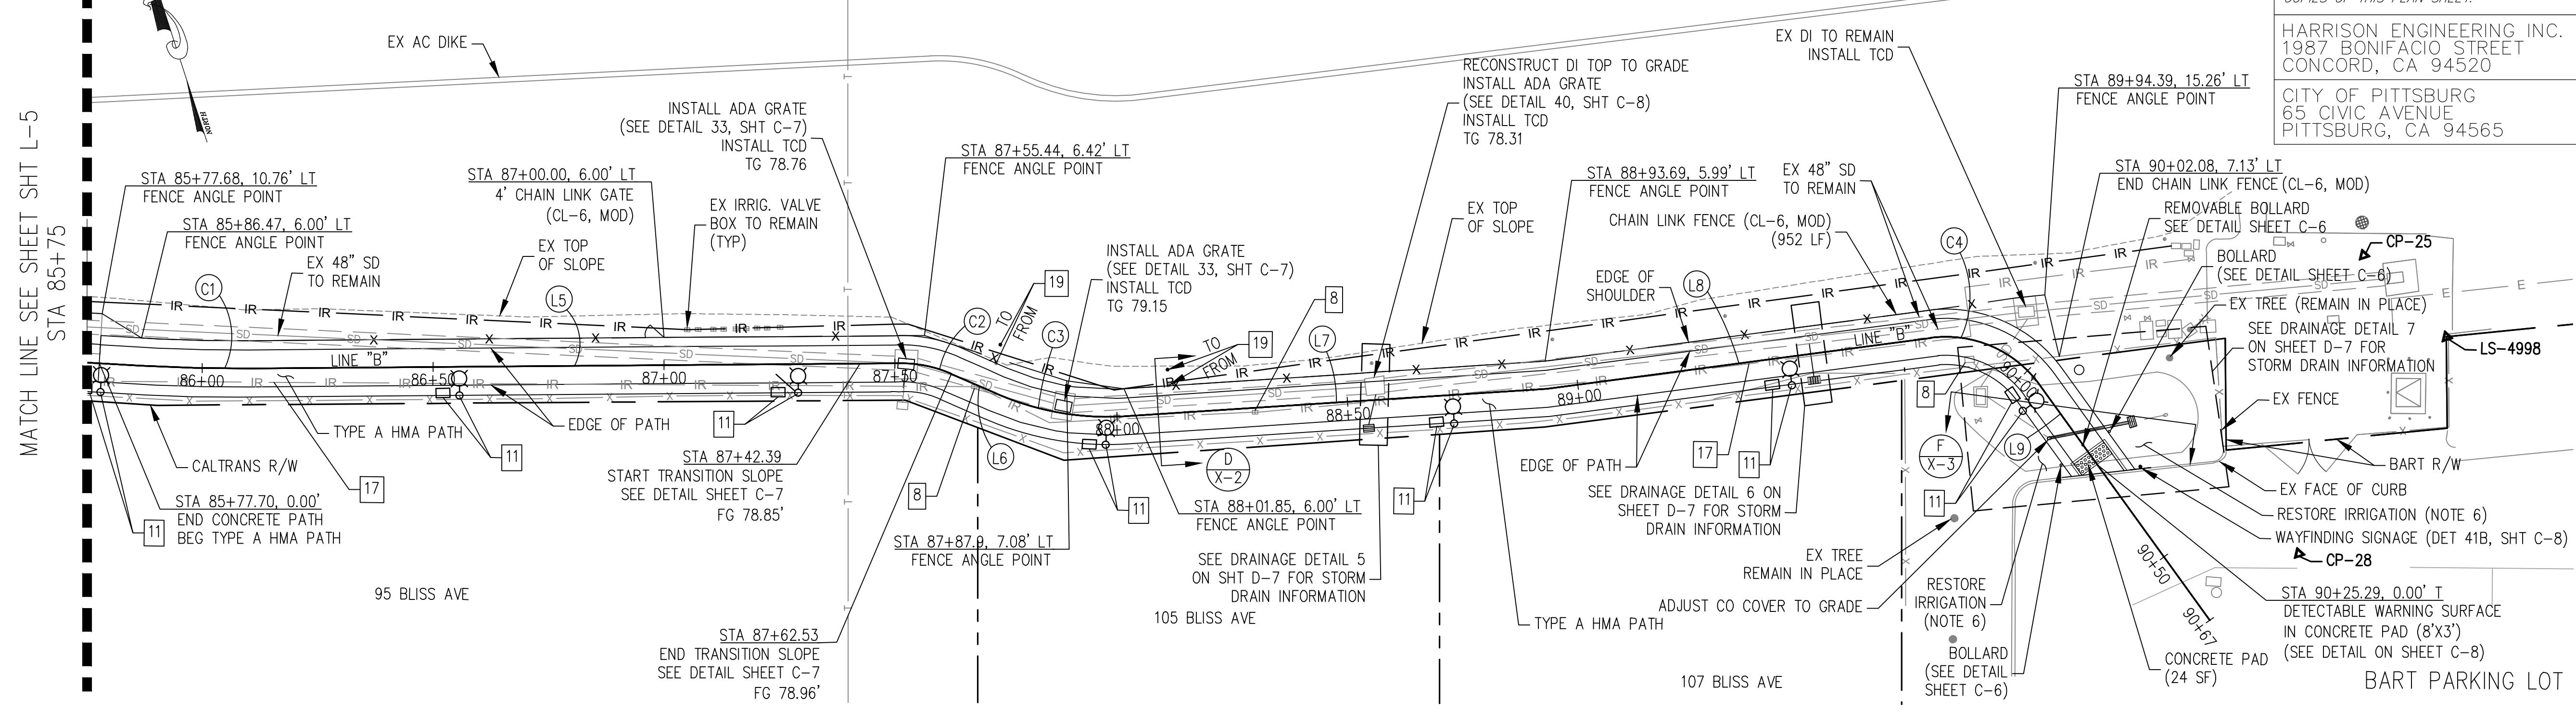 HARRISON ENGINEERING INC.
1987 BONIFACIO STREET
CONCORD, CA 94520
CITY OF PITTSBURG
65 CIVIC AVENUE
PITTSBURG, CA 94565
MATCH LINE SEE SHEET SHT L-5
STA 85+75
NORTH
EX AC DIKE
INSTALL ADA GRATE
(SEE DETAIL 33, SHT C-7)
INSTALL TCD
TG 78.76
STA 85+77.68, 10.76' LT
FENCE ANGLE POINT
STA 85+86.47, 6.00' LT
FENCE ANGLE POINT
EX 48" SD
TO REMAIN
STA 87+00.00, 6.00' LT
4' CHAIN LINK GATE
(CL-6, MOD)
EX TOP
OF SLOPE
EX IRRIG. VALVE
BOX TO REMAIN
(TYP)
STA 87+55.44, 6.42' LT
FENCE ANGLE POINT
INSTALL ADA GRATE
(SEE DETAIL 33, SHT C-7)
INSTALL TCD
TG 79.15
RECONSTRUCT DI TOP TO GRADE
INSTALL ADA GRATE
(SEE DETAIL 40, SHT C-8)
INSTALL TCD
TG 78.31
EX TOP
OF SLOPE
STA 88+93.69, 5.99' LT
FENCE ANGLE POINT
EX 48" SD
TO REMAIN
CHAIN LINK FENCE (CL-6, MOD)
(952 LF)
EDGE OF
SHOULDER
EX DI TO REMAIN
INSTALL TCD
STA 89+94.39, 15.26' LT
FENCE ANGLE POINT
STA 90+02.08, 7.13' LT
END CHAIN LINK FENCE (CL-6, MOD)
REMOVABLE BOLLARD
SEE DETAIL SHEET C-6
BOLLARD
(SEE DETAIL SHEET C-6)
CP-25
EX TREE (REMAIN IN PLACE)
SEE DRAINAGE DETAIL 7
ON SHEET D-7 FOR
STORM DRAIN INFORMATION
LS-4998
C1
L5
C2
C3
L6
L7
L8
C4
L9
19
TO
FROM
19
TO
FROM
8
LINE "B"
LINE "B"
86+00
86+50
87+00
87+50
88+00
88+50
89+00
90+00
90+50
90+67
TYPE A HMA PATH
EDGE OF PATH
CALTRANS R/W
17
11
STA 85+77.70, 0.00'
END CONCRETE PATH
BEG TYPE A HMA PATH
11
11
STA 87+42.39
START TRANSITION SLOPE
SEE DETAIL SHEET C-7
FG 78.85'
8
STA 87+87.9, 7.08' LT
FENCE ANGLE POINT
11
D
X-2
STA 88+01.85, 6.00' LT
FENCE ANGLE POINT
SEE DRAINAGE DETAIL 5
ON SHT D-7 FOR STORM
DRAIN INFORMATION
11
EDGE OF PATH
17
11
SEE DRAINAGE DETAIL 6 ON
SHEET D-7 FOR STORM
DRAIN INFORMATION
8
F
X-3
11
EX TREE
REMAIN IN PLACE
ADJUST CO COVER TO GRADE
RESTORE
IRRIGATION
(NOTE 6)
BOLLARD
(SEE DETAIL
SHEET C-6)
EX FENCE
BART R/W
EX FACE OF CURB
RESTORE IRRIGATION (NOTE 6)
WAYFINDING SIGNAGE (DET 41B, SHT C-8)
CP-28
STA 90+25.29, 0.00' T
DETECTABLE WARNING SURFACE
IN CONCRETE PAD (8'X3')
(SEE DETAIL ON SHEET C-8)
CONCRETE PAD
(24 SF)
BART PARKING LOT
95 BLISS AVE
STA 87+62.53
END TRANSITION SLOPE
SEE DETAIL SHEET C-7
FG 78.96'
105 BLISS AVE
TYPE A HMA PATH
107 BLISS AVE